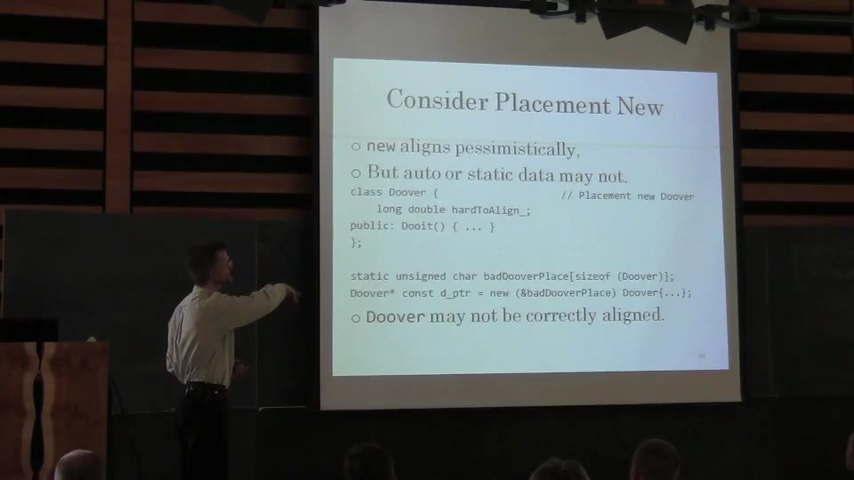 Consider Placement New
○ new aligns pessimistically,
○ But auto or static data may not.
class Doover { // Placement new Doover
long double hardToAlign_;
public: Dooit() { ... }
};
static unsigned char badDooverPlace[sizeof (Doover)];
Doover* const d_ptr = new (&badDooverPlace) Doover{...};
○ Doover may not be correctly aligned.